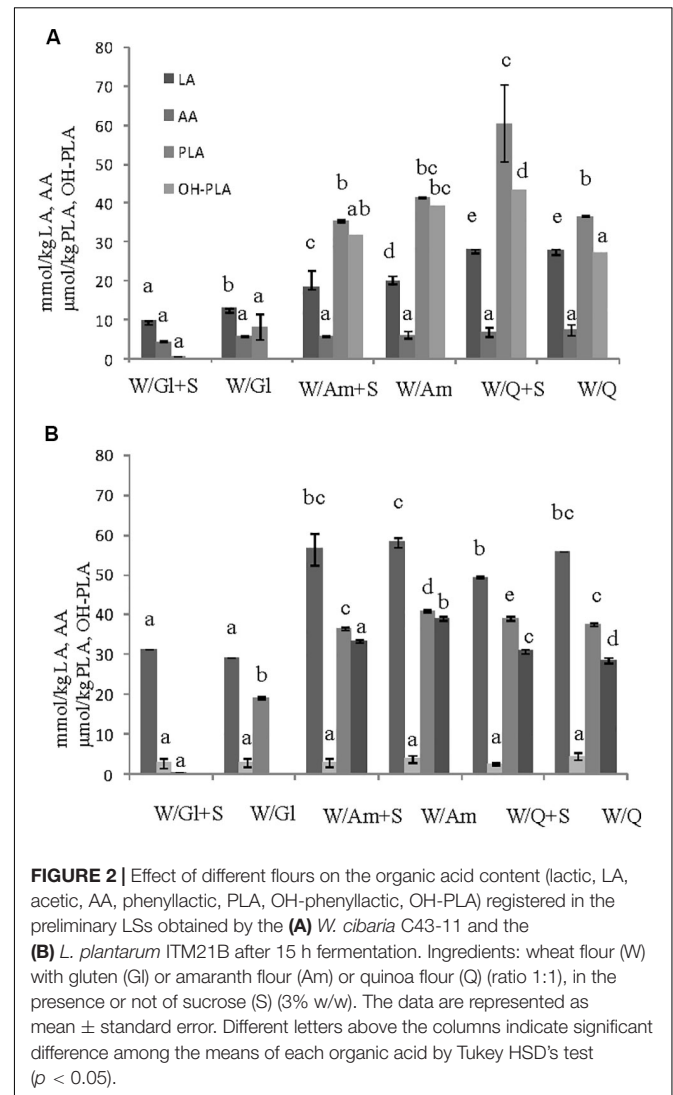 A
mmol/kg LA, AA
µmol/kg PLA, OH-PLA
80
70
60
50
40
30
20
10
0
LA
AA
PLA
OH-PLA
a a a
b a a
c a b ab
d a bc bc
e a c d
e a b a
W/Gl+S W/Gl W/Am+S W/Am W/Q+S W/Q
B
mmol/kg LA, AA
µmol/kg PLA, OH-PLA
80
70
60
50
40
30
20
10
0
a a a
a a b
bc a c a
c a d b
b a e c
bc a c d
W/Gl+S W/Gl W/Am+S W/Am W/Q+S W/Q
FIGURE 2 | Effect of different flours on the organic acid content (lactic, LA,
acetic, AA, phenyllactic, PLA, OH-phenyllactic, OH-PLA) registered in the
preliminary LSs obtained by the (A) W. cibaria C43-11 and the
(B) L. plantarum ITM21B after 15 h fermentation. Ingredients: wheat flour (W)
with gluten (Gl) or amaranth flour (Am) or quinoa flour (Q) (ratio 1:1), in the
presence or not of sucrose (S) (3% w/w). The data are represented as
mean ± standard error. Different letters above the columns indicate significant
difference among the means of each organic acid by Tukey HSD's test
(p < 0.05).